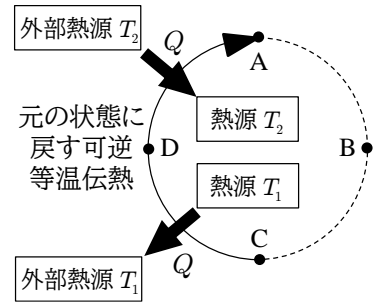 外部熱源 T₂
Q
A
元の状態に
戻す可逆
等温伝熱
D
熱源 T₂
B
熱源 T₁
C
Q
外部熱源 T₁